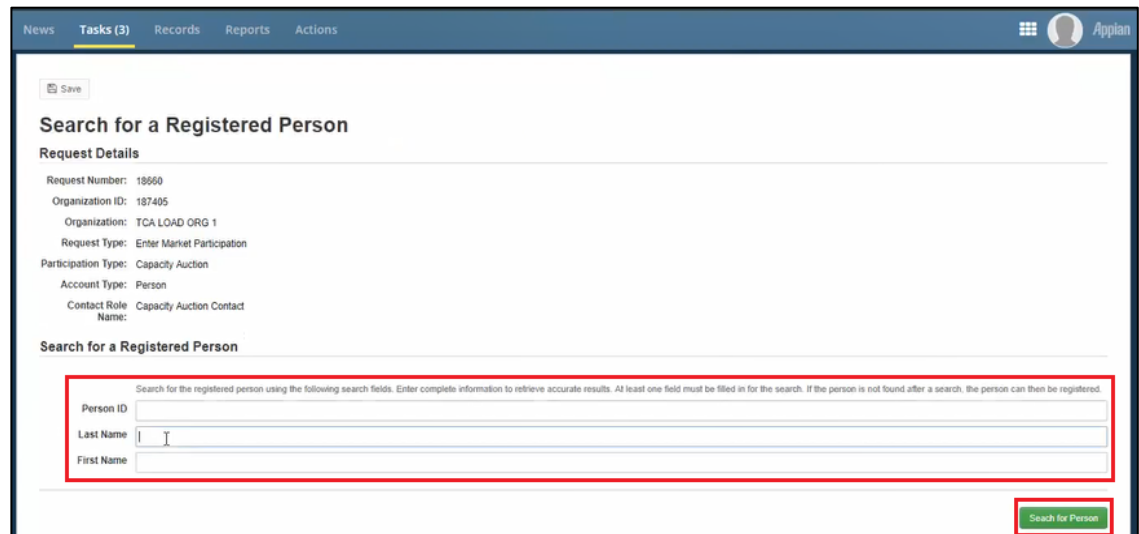 News Tasks (3) Records Reports Actions Appian
Save
Search for a Registered Person
Request Details
Request Number: 18660
Organization ID: 187405
Organization: TCA LOAD ORG 1
Request Type: Enter Market Participation
Participation Type: Capacity Auction
Account Type: Person
Contact Role Capacity Auction Contact
Name:
Search for a Registered Person
Search for the registered person using the following search fields. Enter complete information to retrieve accurate results. At least one field must be filled in for the search. If the person is not found after a search, the person can then be registered.
Person ID
Last Name
First Name
Seach for Person